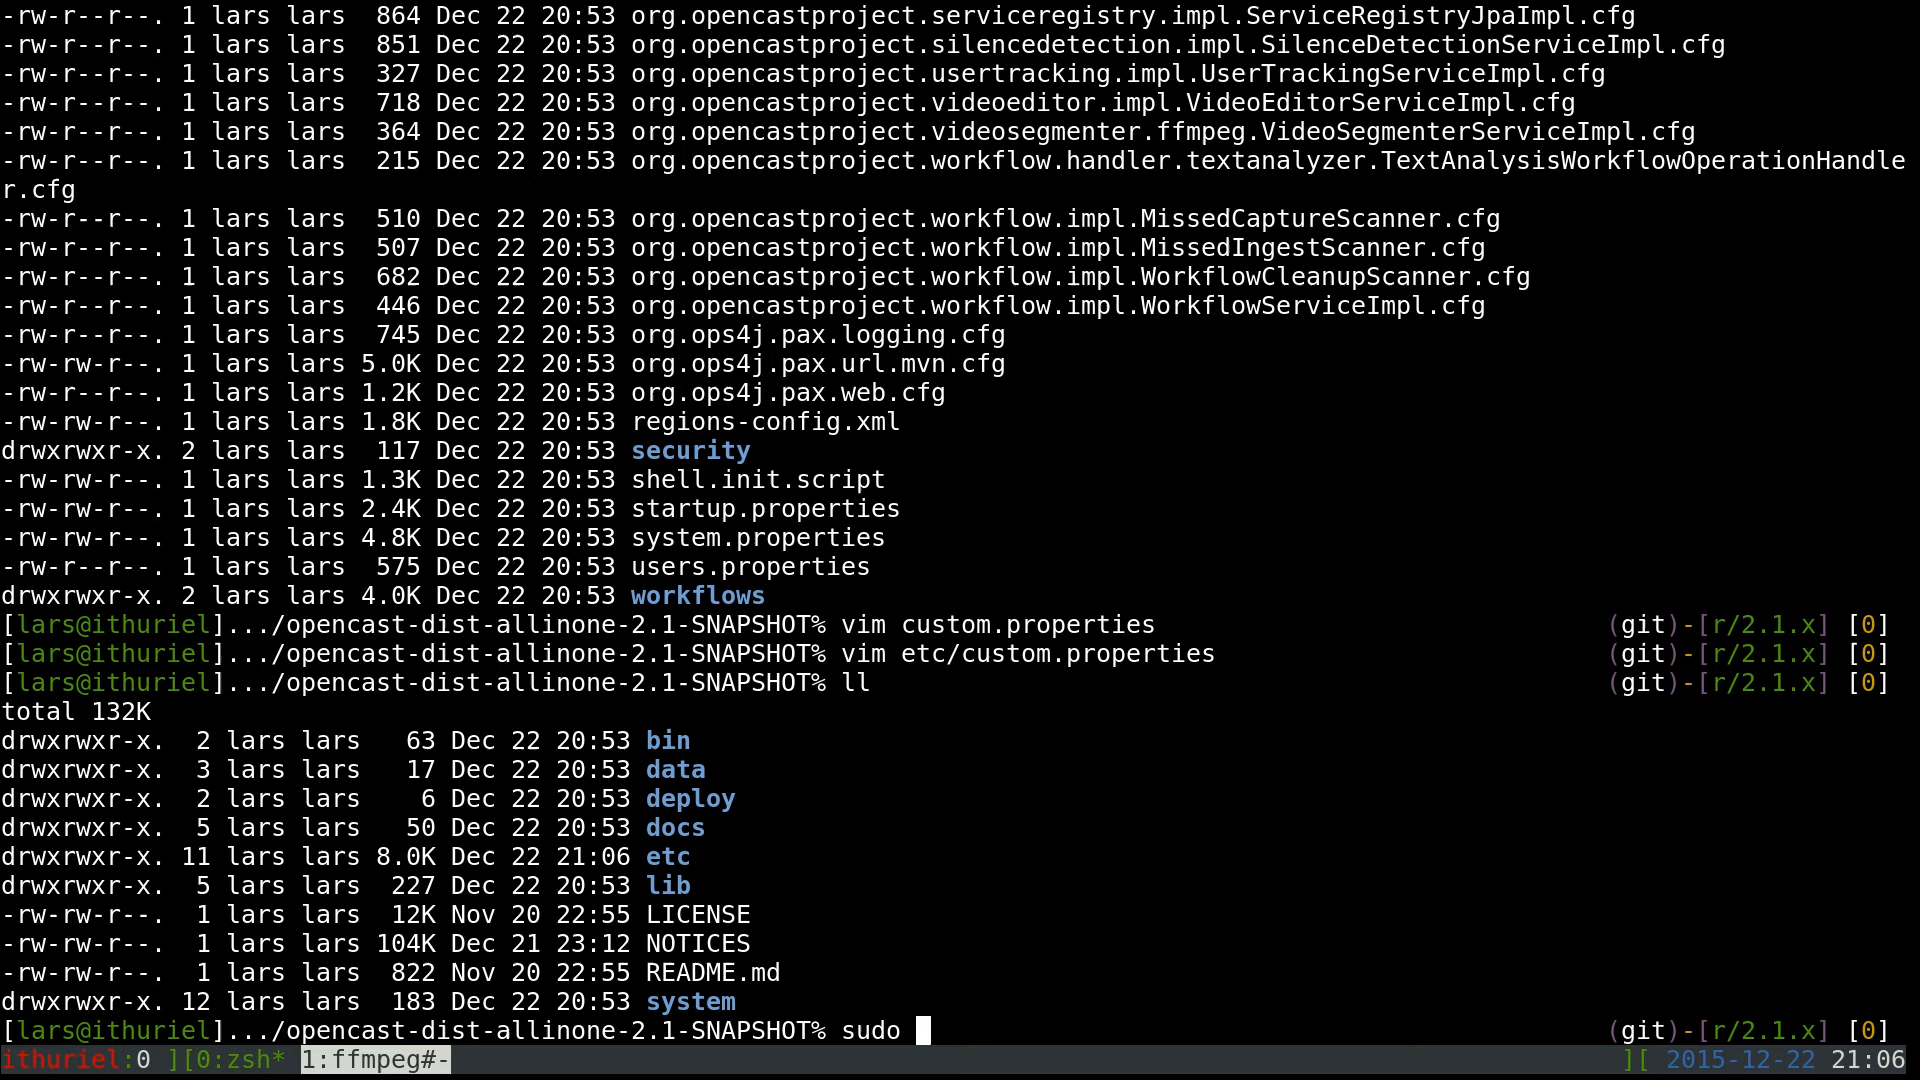 -rw-r--r--. 1 lars lars  864 Dec 22 20:53 org.opencastproject.serviceregistry.impl.ServiceRegistryJpaImpl.cfg
-rw-r--r--. 1 lars lars  851 Dec 22 20:53 org.opencastproject.silencedetection.impl.SilenceDetectionServiceImpl.cfg
-rw-r--r--. 1 lars lars  327 Dec 22 20:53 org.opencastproject.usertracking.impl.UserTrackingServiceImpl.cfg
-rw-r--r--. 1 lars lars  718 Dec 22 20:53 org.opencastproject.videoeditor.impl.VideoEditorServiceImpl.cfg
-rw-r--r--. 1 lars lars  364 Dec 22 20:53 org.opencastproject.videosegmenter.ffmpeg.VideoSegmenterServiceImpl.cfg
-rw-r--r--. 1 lars lars  215 Dec 22 20:53 org.opencastproject.workflow.handler.textanalyzer.TextAnalysisWorkflowOperationHandle
r.cfg
-rw-r--r--. 1 lars lars  510 Dec 22 20:53 org.opencastproject.workflow.impl.MissedCaptureScanner.cfg
-rw-r--r--. 1 lars lars  507 Dec 22 20:53 org.opencastproject.workflow.impl.MissedIngestScanner.cfg
-rw-r--r--. 1 lars lars  682 Dec 22 20:53 org.opencastproject.workflow.impl.WorkflowCleanupScanner.cfg
-rw-r--r--. 1 lars lars  446 Dec 22 20:53 org.opencastproject.workflow.impl.WorkflowServiceImpl.cfg
-rw-r--r--. 1 lars lars  745 Dec 22 20:53 org.ops4j.pax.logging.cfg
-rw-rw-r--. 1 lars lars 5.0K Dec 22 20:53 org.ops4j.pax.url.mvn.cfg
-rw-r--r--. 1 lars lars 1.2K Dec 22 20:53 org.ops4j.pax.web.cfg
-rw-rw-r--. 1 lars lars 1.8K Dec 22 20:53 regions-config.xml
drwxrwxr-x. 2 lars lars  117 Dec 22 20:53 security
-rw-rw-r--. 1 lars lars 1.3K Dec 22 20:53 shell.init.script
-rw-rw-r--. 1 lars lars 2.4K Dec 22 20:53 startup.properties
-rw-rw-r--. 1 lars lars 4.8K Dec 22 20:53 system.properties
-rw-r--r--. 1 lars lars  575 Dec 22 20:53 users.properties
drwxrwxr-x. 2 lars lars 4.0K Dec 22 20:53 workflows
[lars@ithuriel].../opencast-dist-allinone-2.1-SNAPSHOT% vim custom.properties (git)-[r/2.1.x] [0]
[lars@ithuriel].../opencast-dist-allinone-2.1-SNAPSHOT% vim etc/custom.properties (git)-[r/2.1.x] [0]
[lars@ithuriel].../opencast-dist-allinone-2.1-SNAPSHOT% ll (git)-[r/2.1.x] [0]
total 132K
drwxrwxr-x.  2 lars lars   63 Dec 22 20:53 bin
drwxrwxr-x.  3 lars lars   17 Dec 22 20:53 data
drwxrwxr-x.  2 lars lars    6 Dec 22 20:53 deploy
drwxrwxr-x.  5 lars lars   50 Dec 22 20:53 docs
drwxrwxr-x. 11 lars lars 8.0K Dec 22 21:06 etc
drwxrwxr-x.  5 lars lars  227 Dec 22 20:53 lib
-rw-rw-r--.  1 lars lars  12K Nov 20 22:55 LICENSE
-rw-rw-r--.  1 lars lars 104K Dec 21 23:12 NOTICES
-rw-rw-r--.  1 lars lars  822 Nov 20 22:55 README.md
drwxrwxr-x. 12 lars lars  183 Dec 22 20:53 system
[lars@ithuriel].../opencast-dist-allinone-2.1-SNAPSHOT% sudo (git)-[r/2.1.x] [0]
ithuriel:0 ][0:zsh* 1:ffmpeg#- ][ 2015-12-22 21:06